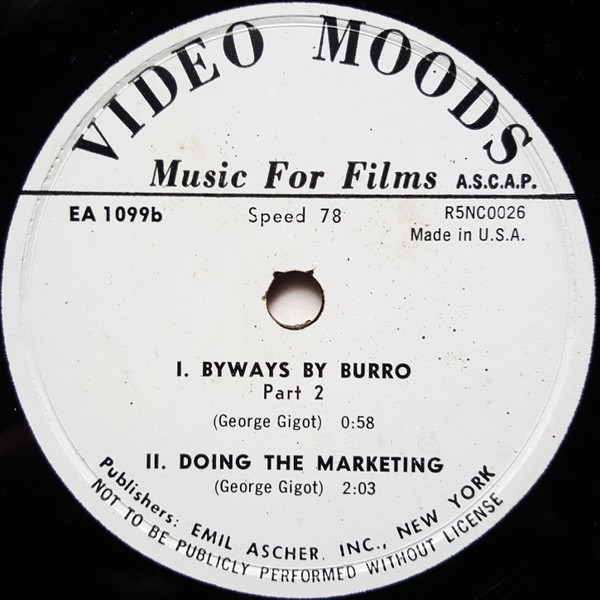 VIDEO MOODS
Music For Films A.S.C.A.P.
EA 1099b Speed 78 R5NC0026
Made in U.S.A.
I. BYWAYS BY BURRO
Part 2
(George Gigot) 0:58
II. DOING THE MARKETING
(George Gigot) 2:03
Publishers: EMIL ASCHER, INC., NEW YORK
NOT TO BE PUBLICLY PERFORMED WITHOUT LICENSE